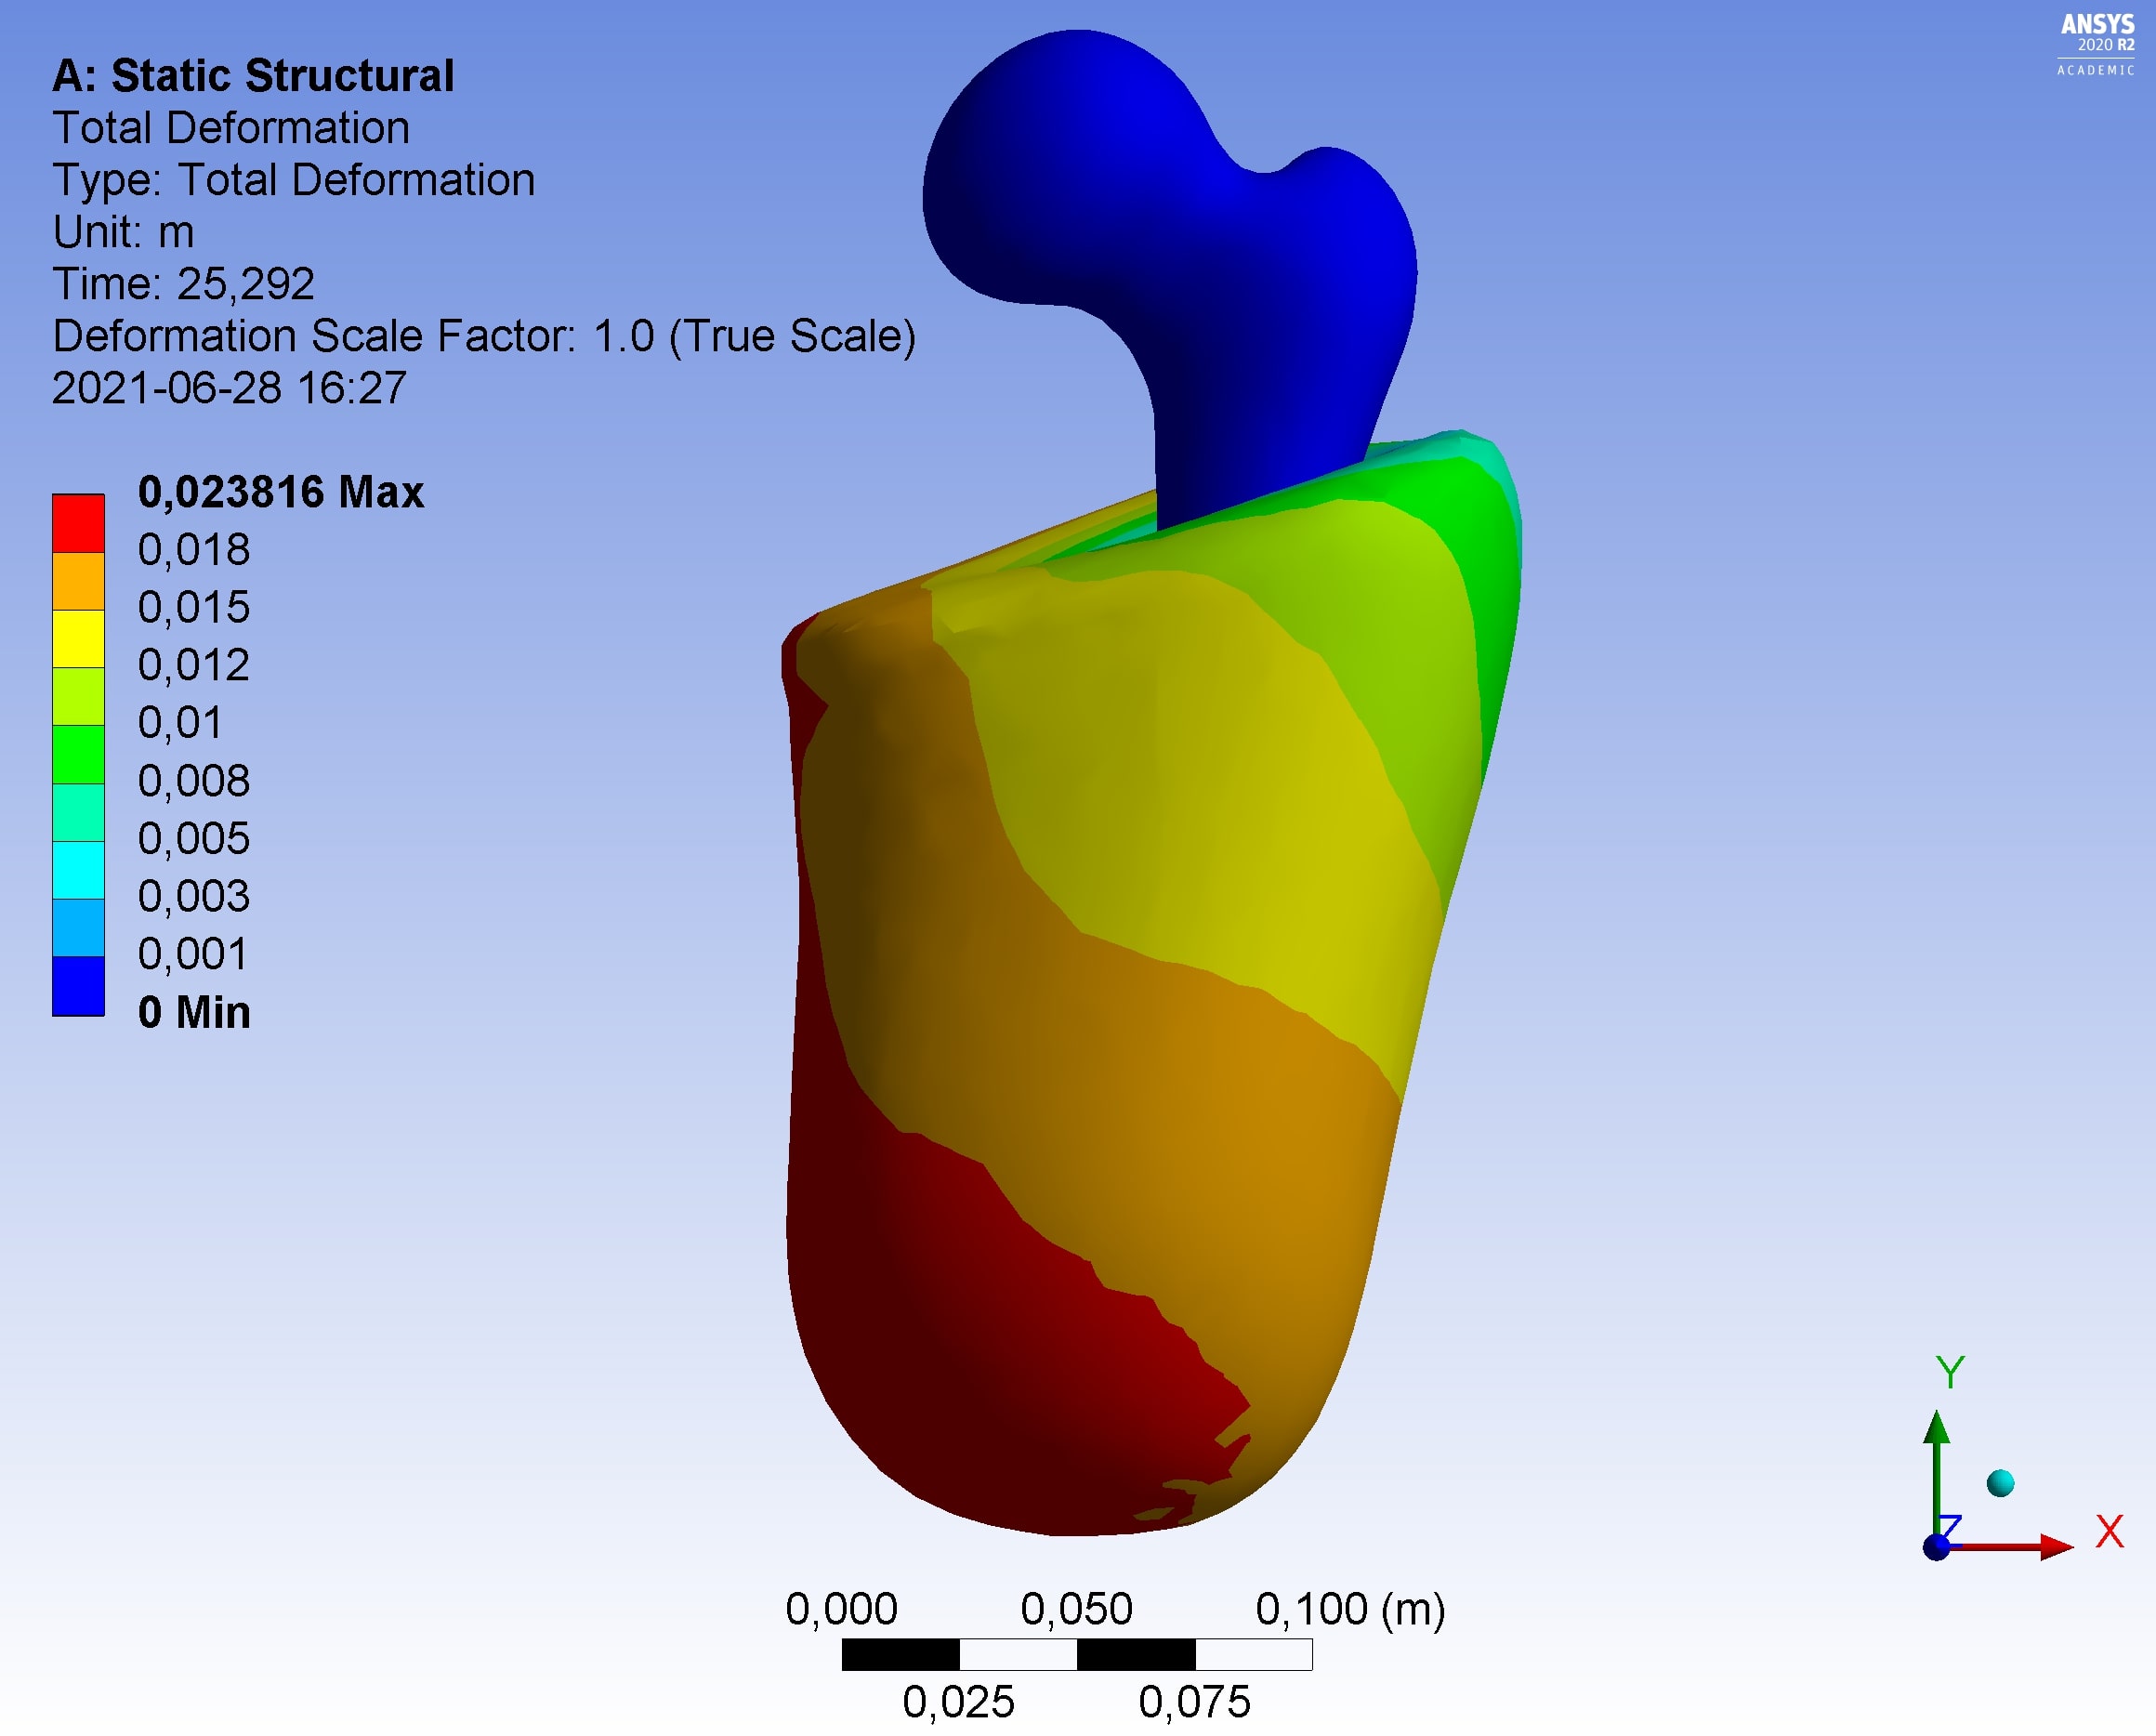 ANSYS
2020 R2
ACADEMIC
A: Static Structural
Total Deformation
Type: Total Deformation
Unit: m
Time: 25,292
Deformation Scale Factor: 1.0 (True Scale)
2021-06-28 16:27
0,023816 Max
0,018
0,015
0,012
0,01
0,008
0,005
0,003
0,001
0 Min
Y
Z
X
0,000 0,050 0,100 (m)
0,025 0,075